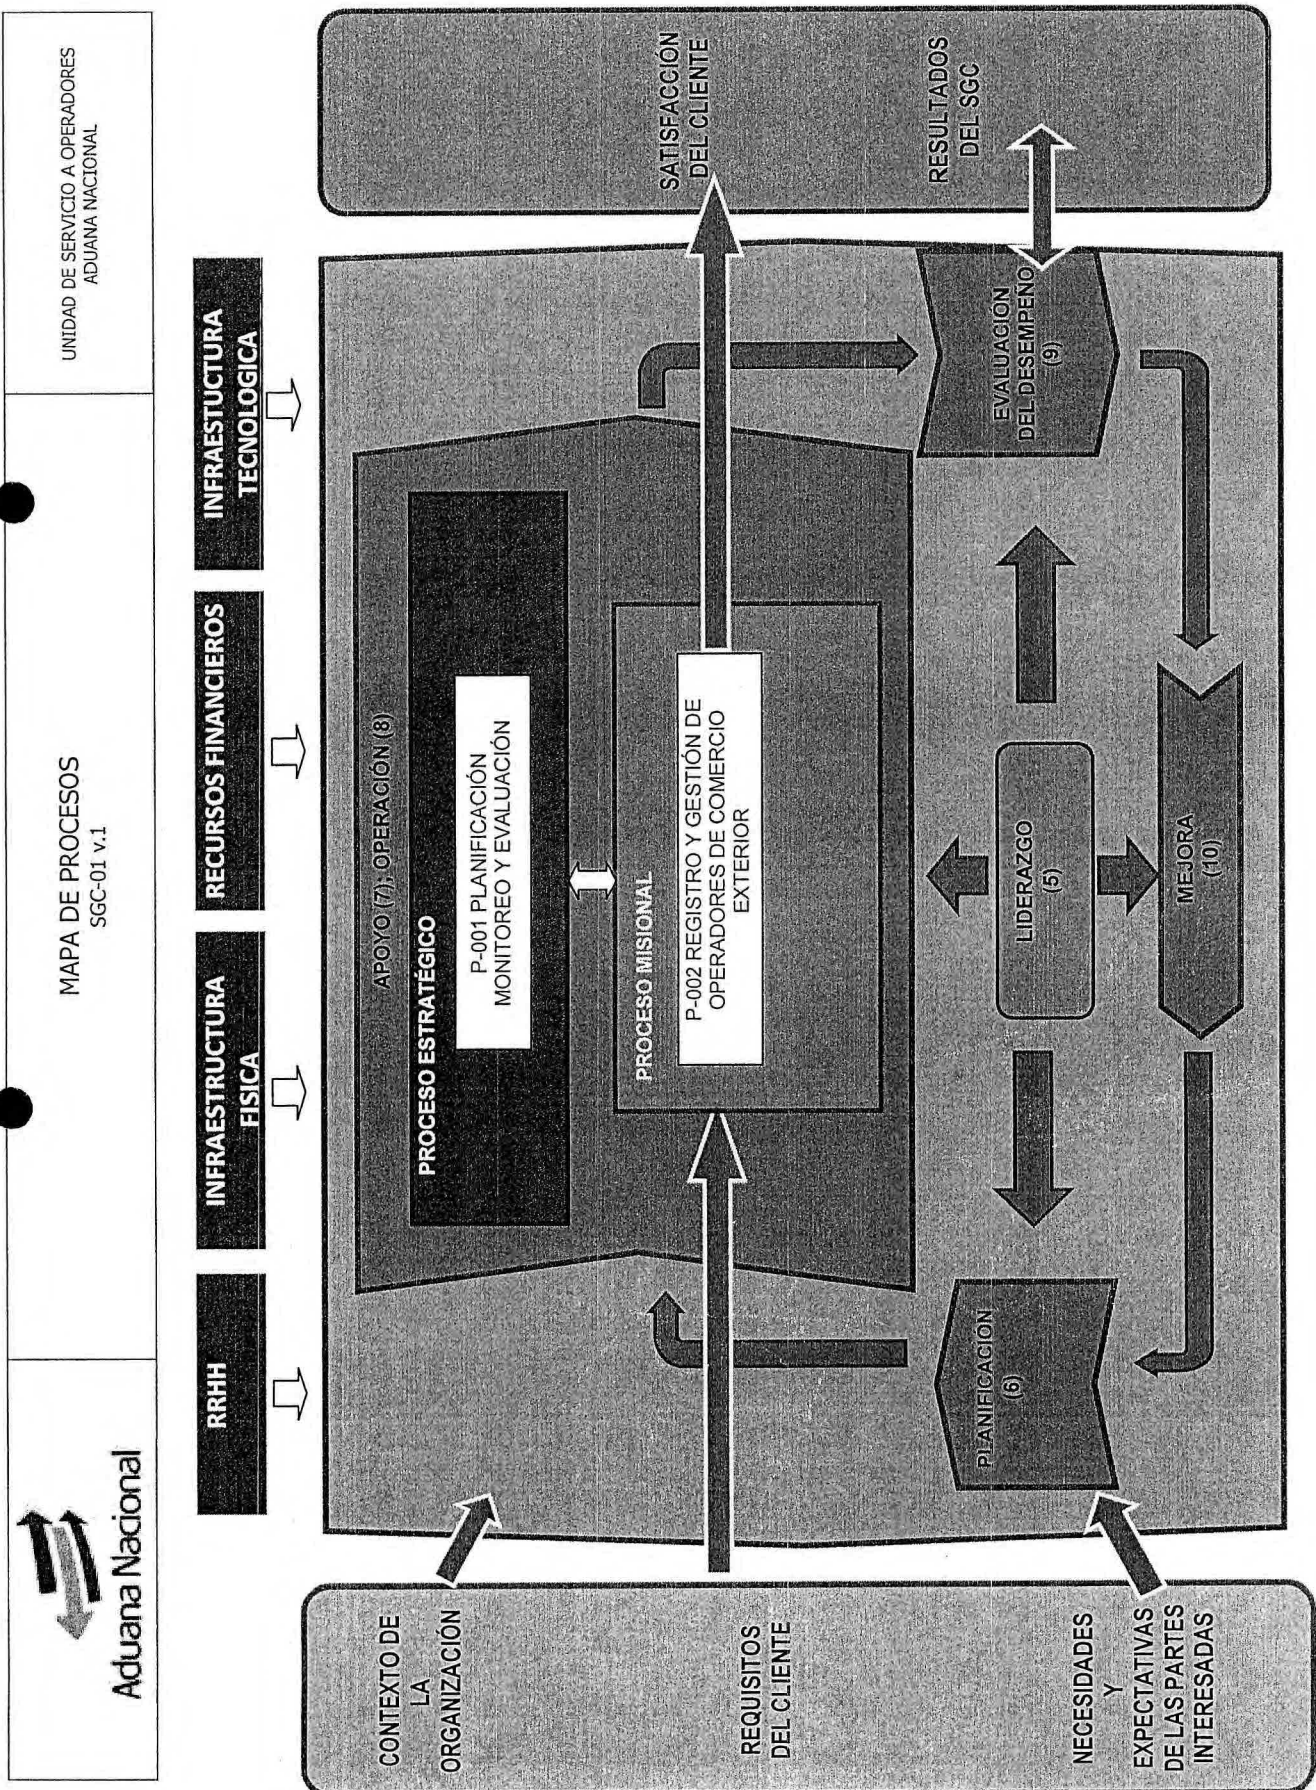 Aduana Nacional
MAPA DE PROCESOS
SGC-01 v.1
UNIDAD DE SERVICIO A OPERADORES
ADUANA NACIONAL
RRHH
INFRAESTRUCTURA
FISICA
RECURSOS FINANCIEROS
INFRAESTUCTURA
TECNOLOGICA
CONTEXTO DE
LA
ORGANIZACIÓN
REQUISITOS
DEL CLIENTE
NECESIDADES
Y
EXPECTATIVAS
DE LAS PARTES
INTERESADAS
APOYO (7); OPERACIÓN (8)
PROCESO ESTRATÉGICO
P-001 PLANIFICACIÓN
MONITOREO Y EVALUACIÓN
PROCESO MISIONAL
P-002 REGISTRO Y GESTIÓN DE
OPERADORES DE COMERCIO
EXTERIOR
PLANIFICACION
(6)
LIDERAZGO
(5)
EVALUACIÓN
DEL DESEMPEÑO
(9)
MEJORA
(10)
SATISFACCIÓN
DEL CLIENTE
RESULTADOS
DEL SGC